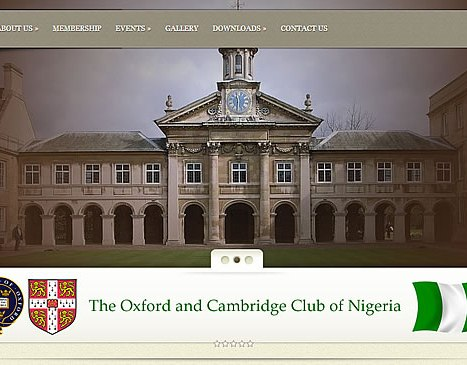 ABOUT US » MEMBERSHIP EVENTS » GALLERY DOWNLOADS » CONTACT US
The Oxford and Cambridge Club of Nigeria